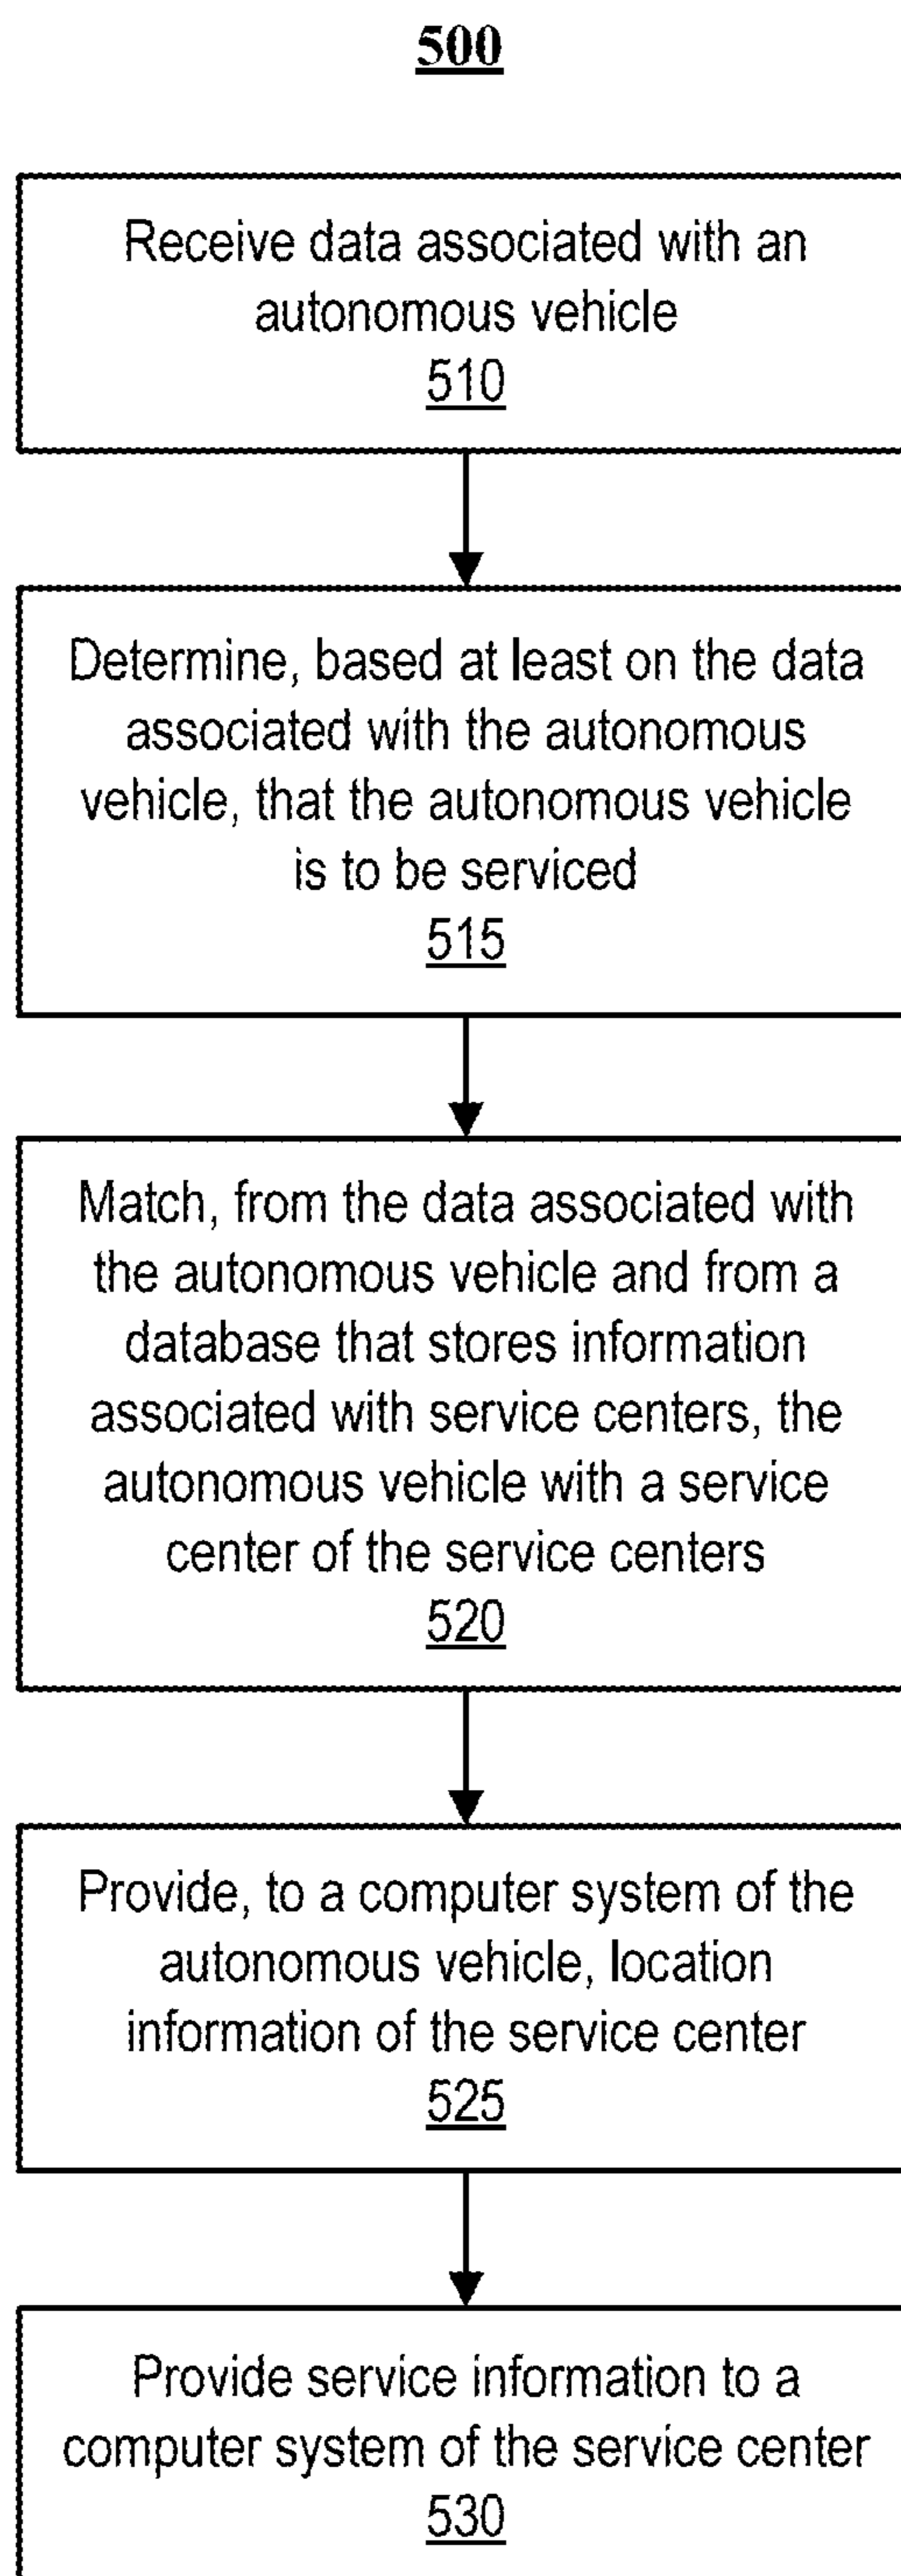 500
Receive data associated with an
autonomous vehicle
510
Determine, based at least on the data
associated with the autonomous
vehicle, that the autonomous vehicle
is to be serviced
515
Match, from the data associated with
the autonomous vehicle and from a
database that stores information
associated with service centers, the
autonomous vehicle with a service
center of the service centers
520
Provide, to a computer system of the
autonomous vehicle, location
information of the service center
525
Provide service information to a
computer system of the service center
530